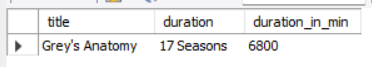 title duration duration_in_min
Grey's Anatomy 17 Seasons 6800